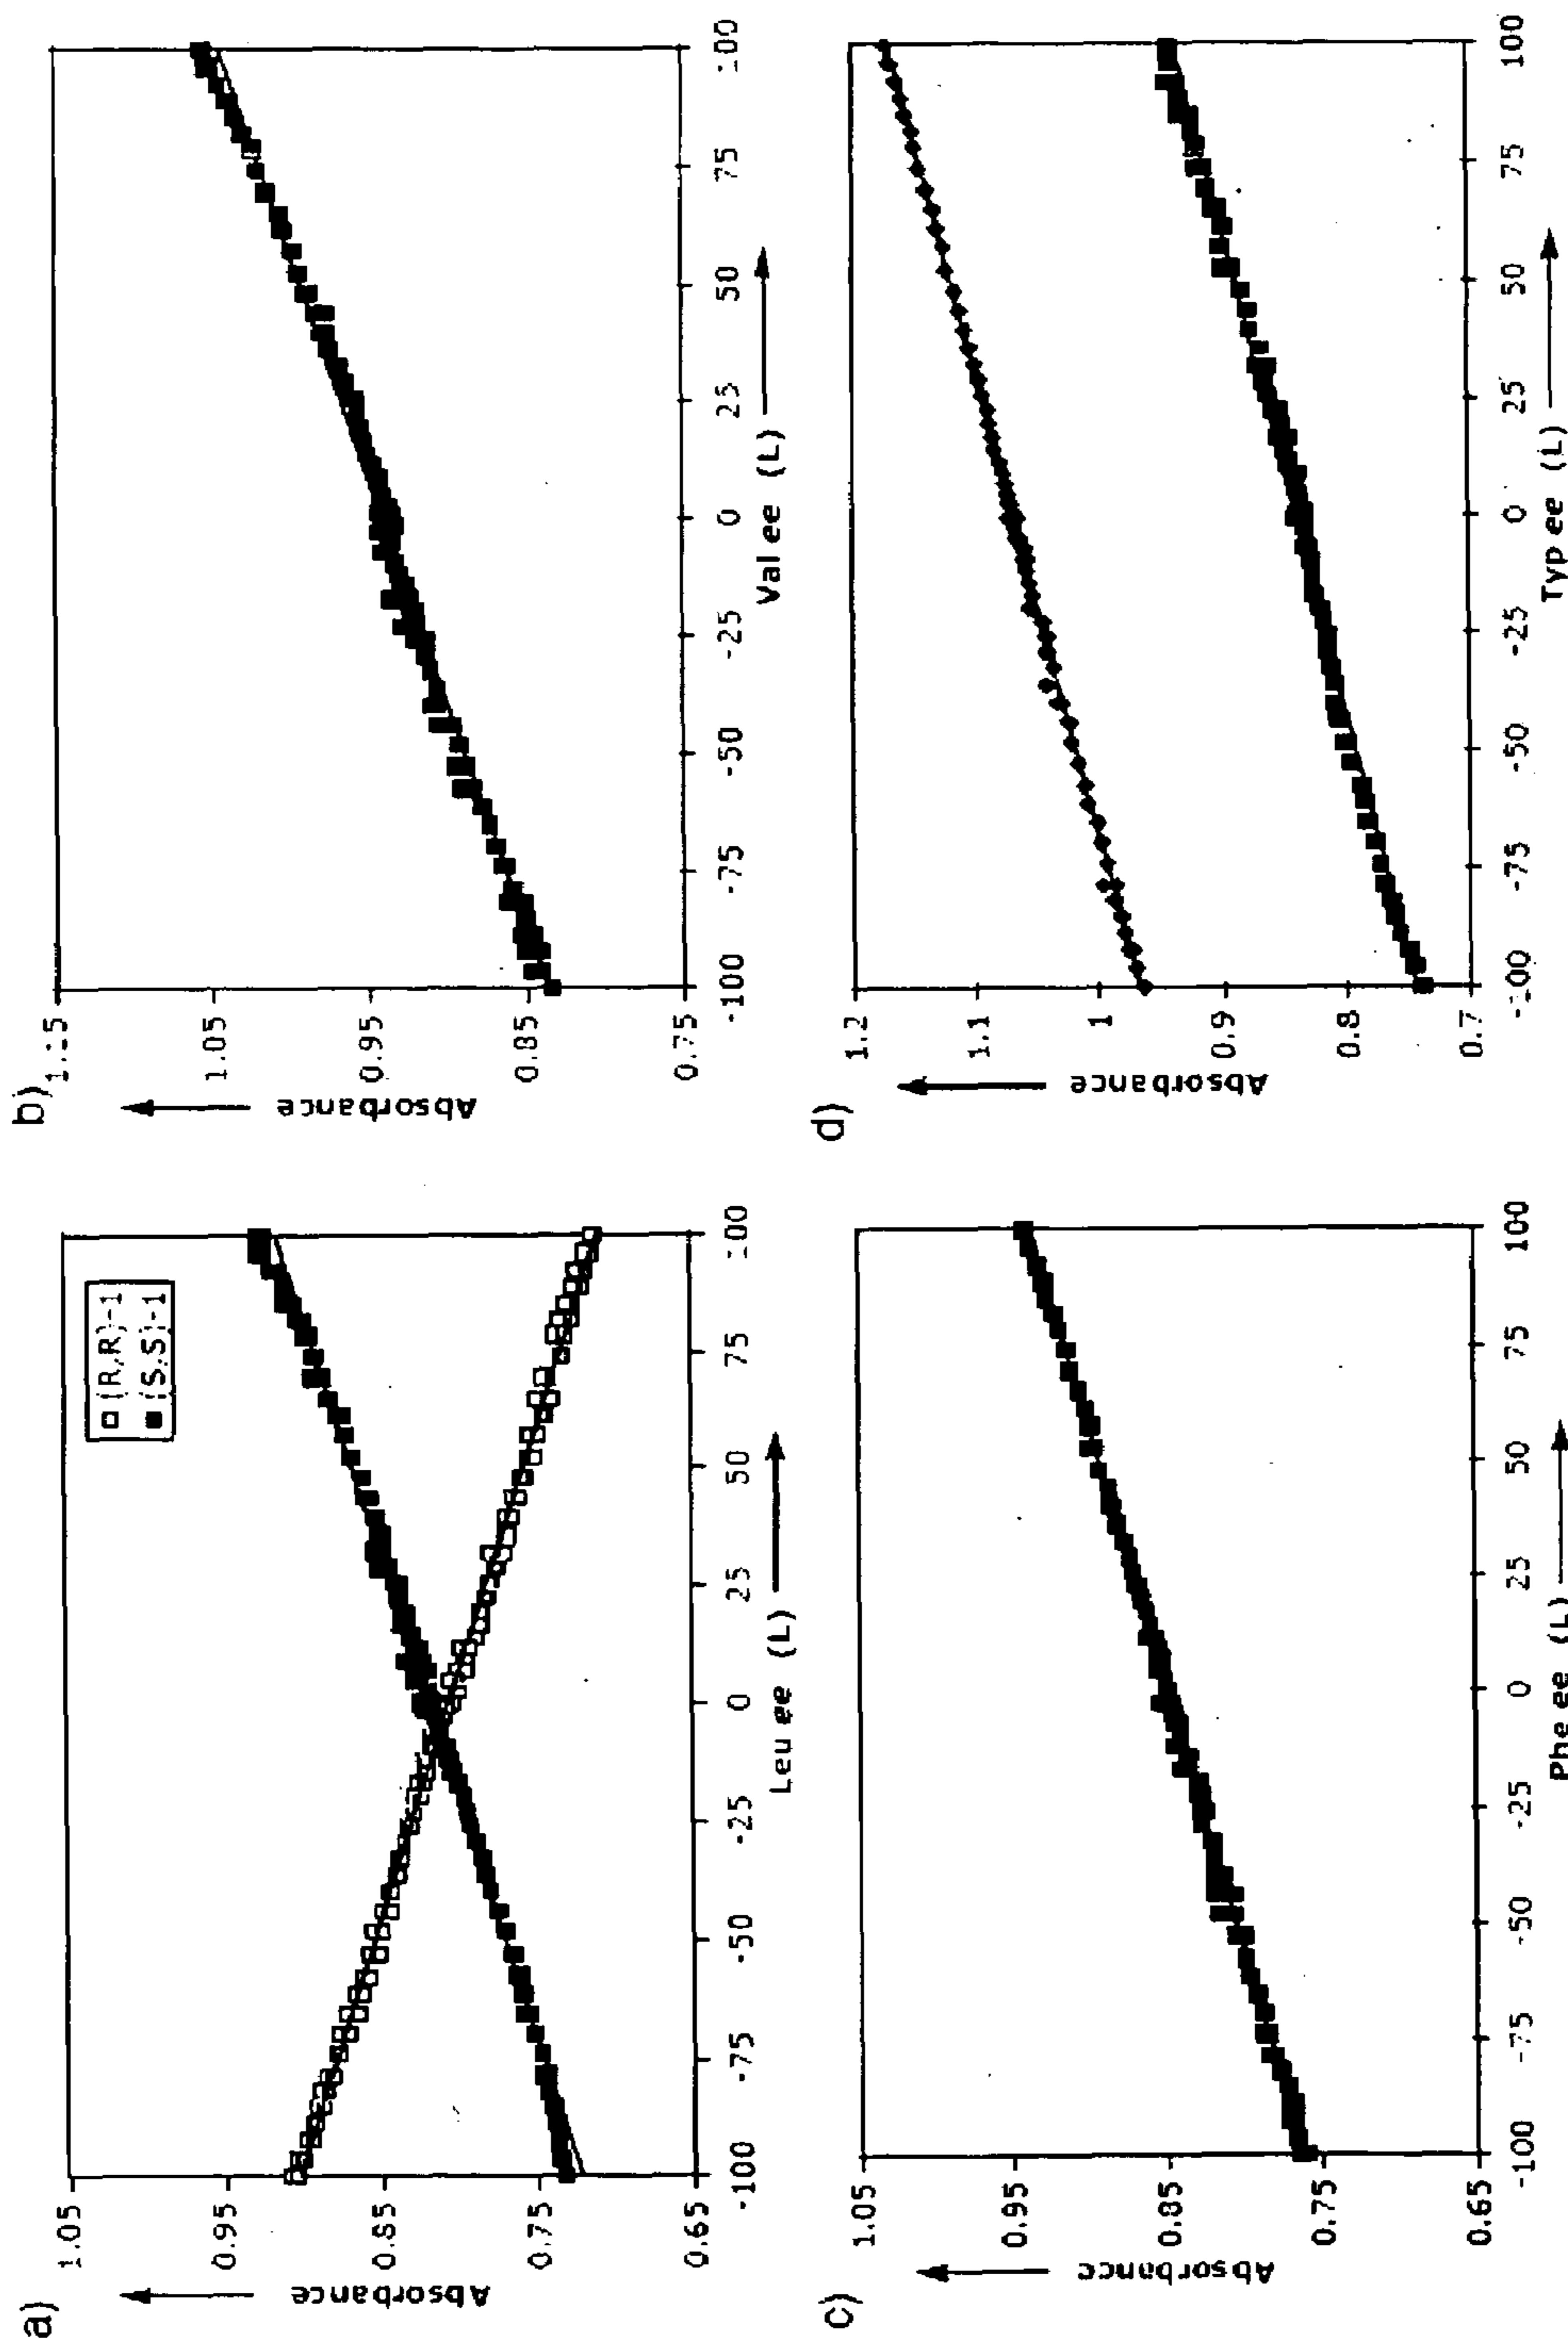 a)
1.05
0.95
0.85
0.75
0.65
Absorbance
-100 -75 -50 -25 0 25 50 75 100
Leu ee (L)
(R,R)-1
(S,S)-1
b)
1.15
1.05
0.95
0.85
0.75
Absorbance
-100 -75 -50 -25 0 25 50 75 100
Val ee (L)
c)
1.05
0.95
0.85
0.75
0.65
Absorbance
-100 -75 -50 -25 0 25 50 75 100
Phe ee (L)
d)
1.2
1.1
1
0.9
0.8
0.7
Absorbance
-100 -75 -50 -25 0 25 50 75 100
Typ ee (L)